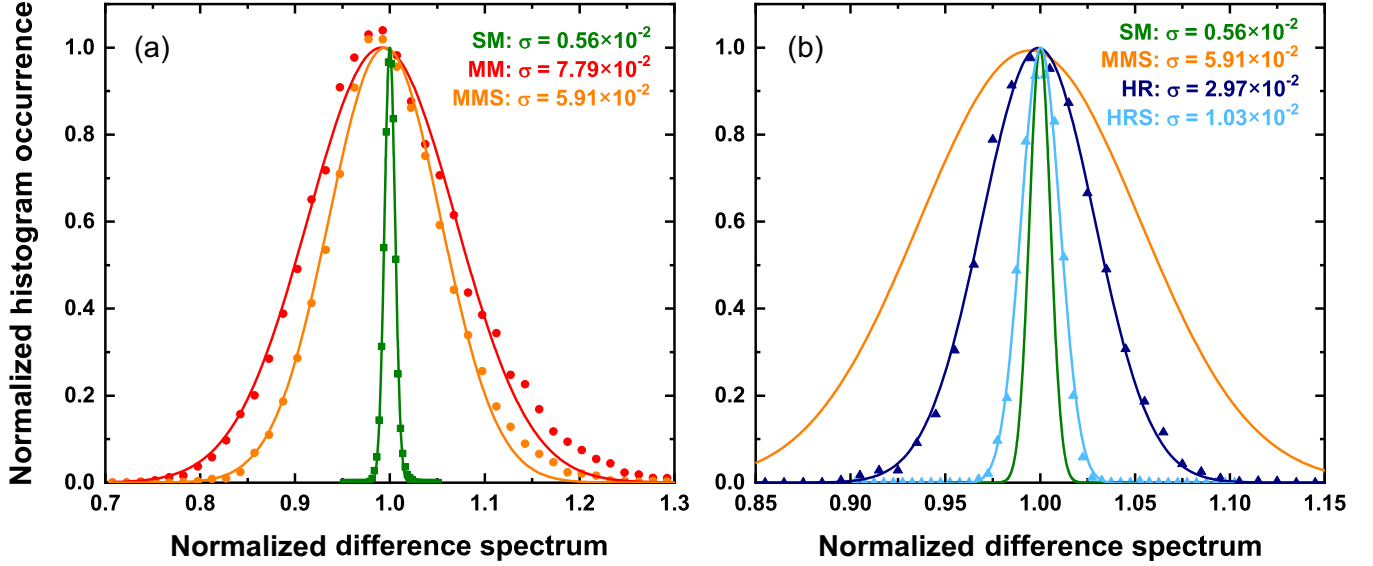 Normalized histogram occurrence
(a)
SM: σ = 0.56×10-2
MM: σ = 7.79×10-2
MMS: σ = 5.91×10-2
1.0
0.8
0.6
0.4
0.2
0.0
0.7 0.8 0.9 1.0 1.1 1.2 1.3
Normalized difference spectrum
(b)
SM: σ = 0.56×10-2
MMS: σ = 5.91×10-2
HR: σ = 2.97×10-2
HRS: σ = 1.03×10-2
1.0
0.8
0.6
0.4
0.2
0.0
0.85 0.90 0.95 1.00 1.05 1.10 1.15
Normalized difference spectrum